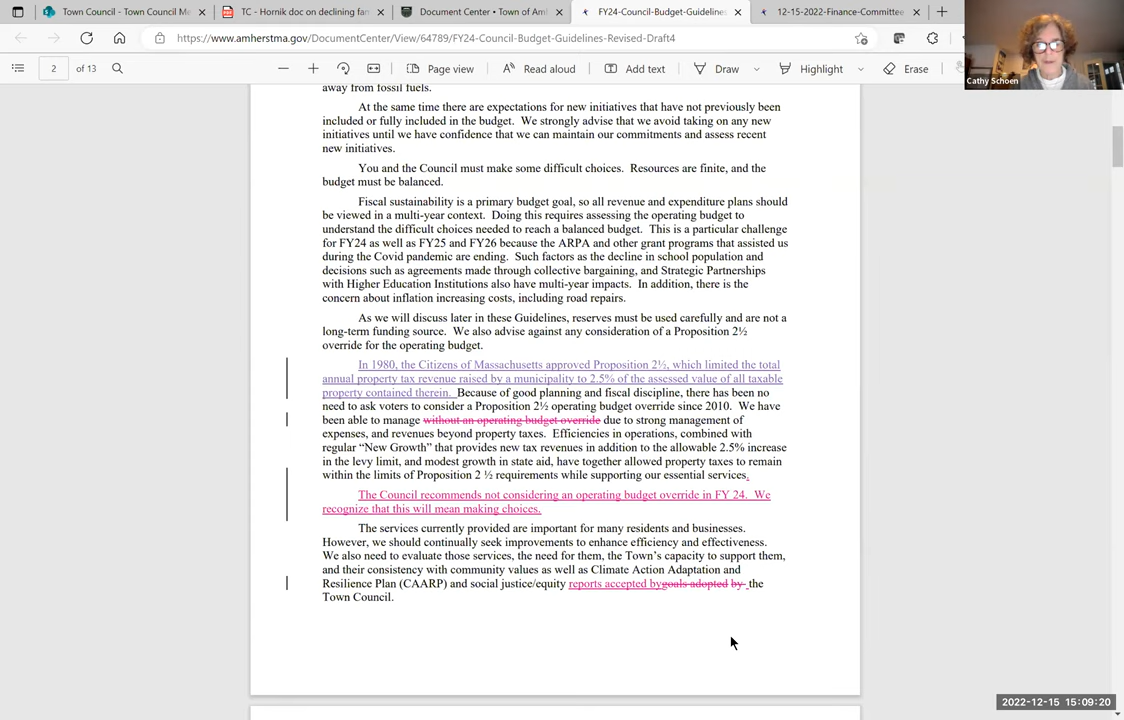 Town Council - Town Council Me
TC - Hornik doc on declining fan
Document Center • Town of Am
FY24-Council-Budget-Guidelines
12-15-2022-Finance-Committee
https://www.amherstma.gov/DocumentCenter/View/64789/FY24-Council-Budget-Guidelines-Revised-Draft4
2 of 13
Page view
Read aloud
Add text
Draw
Highlight
Erase
Cathy Schoen
away from fossil fuels.
At the same time there are expectations for new initiatives that have not previously been
included or fully included in the budget. We strongly advise that we avoid taking on any new
initiatives until we have confidence that we can maintain our commitments and assess recent
new initiatives.
You and the Council must make some difficult choices. Resources are finite, and the
budget must be balanced.
Fiscal sustainability is a primary budget goal, so all revenue and expenditure plans should
be viewed in a multi-year context. Doing this requires assessing the operating budget to
understand the difficult choices needed to reach a balanced budget. This is a particular challenge
for FY24 as well as FY25 and FY26 because the ARPA and other grant programs that assisted us
during the Covid pandemic are ending. Such factors as the decline in school population and
decisions such as agreements made through collective bargaining, and Strategic Partnerships
with Higher Education Institutions also have multi-year impacts. In addition, there is the
concern about inflation increasing costs, including road repairs.
As we will discuss later in these Guidelines, reserves must be used carefully and are not a
long-term funding source. We also advise against any consideration of a Proposition 2½
override for the operating budget.
In 1980, the Citizens of Massachusetts approved Proposition 2½, which limited the total
annual property tax revenue raised by a municipality to 2.5% of the assessed value of all taxable
property contained therein. Because of good planning and fiscal discipline, there has been no
need to ask voters to consider a Proposition 2½ operating budget override since 2010. We have
been able to manage without an operating budget override due to strong management of
expenses, and revenues beyond property taxes. Efficiencies in operations, combined with
regular “New Growth” that provides new tax revenues in addition to the allowable 2.5% increase
in the levy limit, and modest growth in state aid, have together allowed property taxes to remain
within the limits of Proposition 2 ½ requirements while supporting our essential services.
The Council recommends not considering an operating budget override in FY 24. We
recognize that this will mean making choices.
The services currently provided are important for many residents and businesses.
However, we should continually seek improvements to enhance efficiency and effectiveness.
We also need to evaluate those services, the need for them, the Town’s capacity to support them,
and their consistency with community values as well as Climate Action Adaptation and
Resilience Plan (CAARP) and social justice/equity reports accepted bygoals adopted by the
Town Council.
2022-12-15 15:09:20